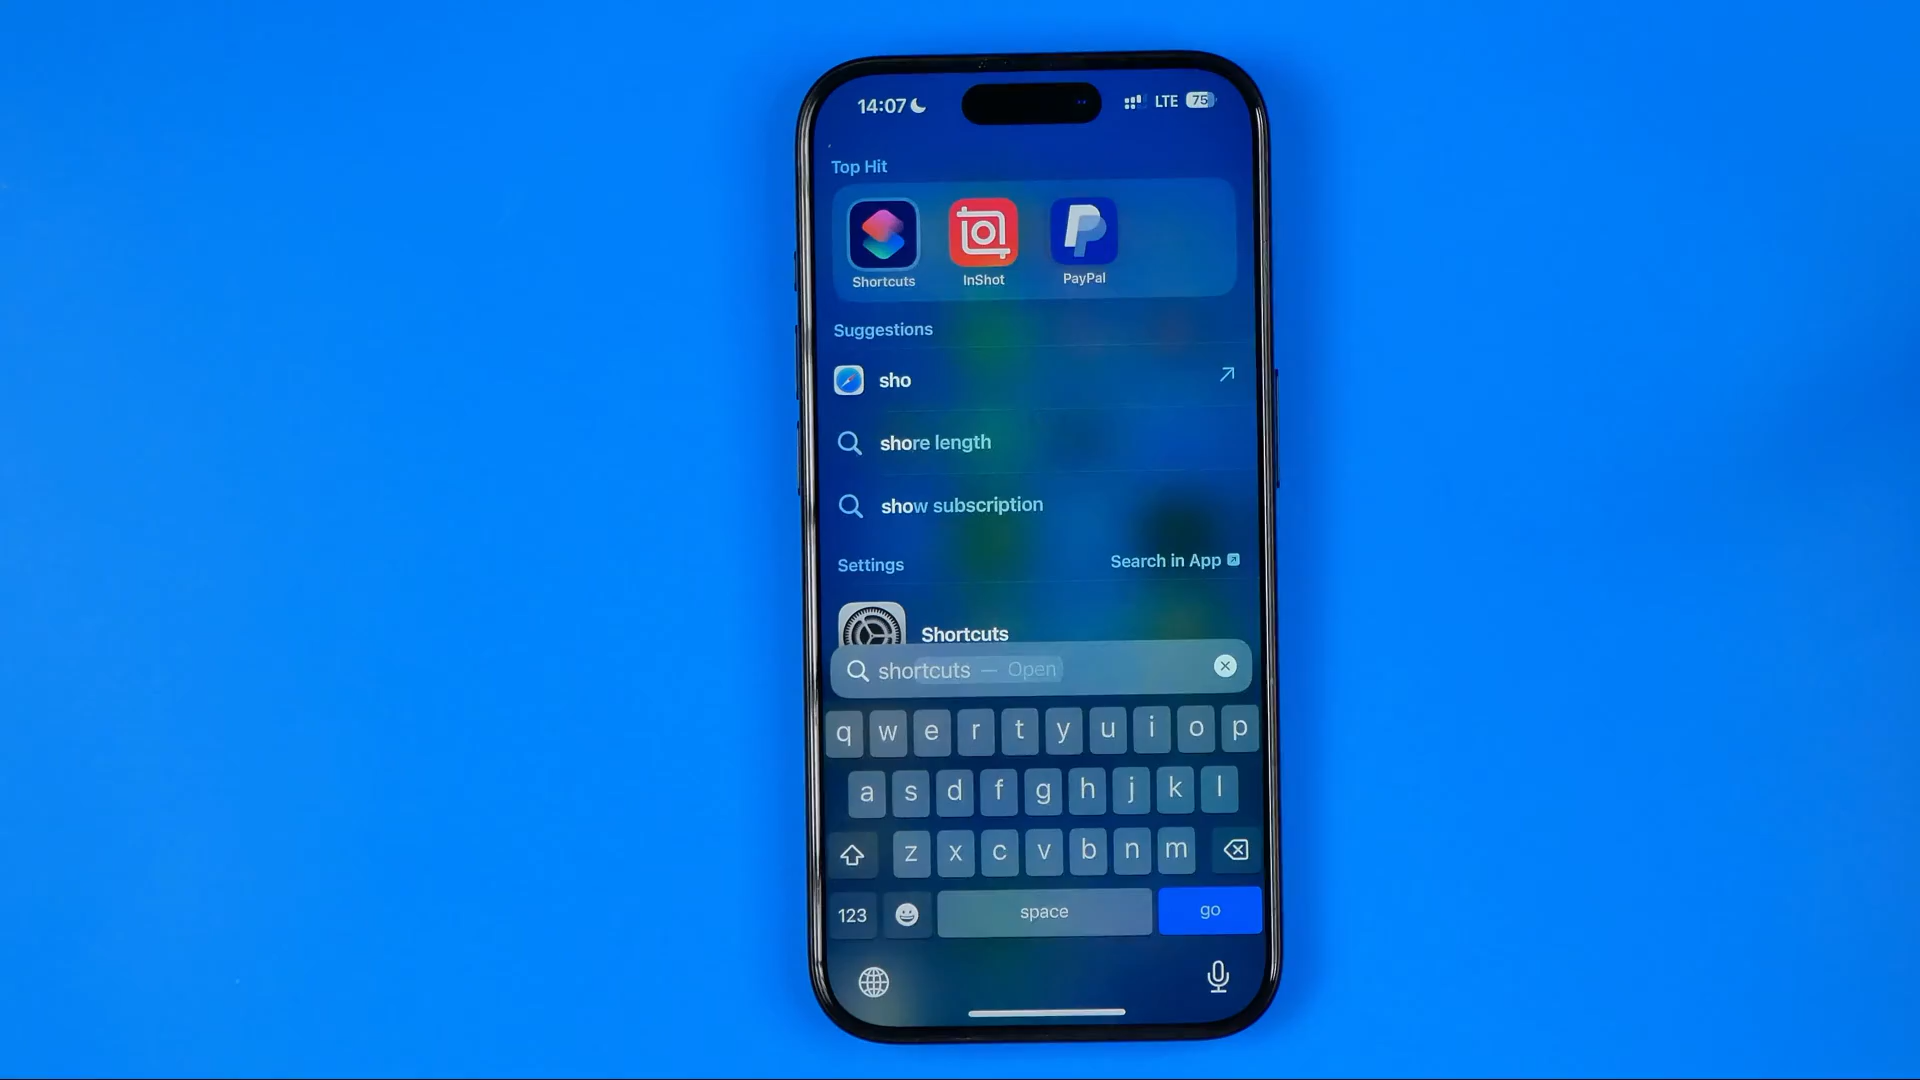 14:07 LTE 75
Top Hit
Shortcuts InShot PayPal
Suggestions
sho
shore length
show subscription
Settings Search in App
Shortcuts
shortcuts — Open
q w e r t y u i o p
a s d f g h j k l
z x c v b n m
123 space go